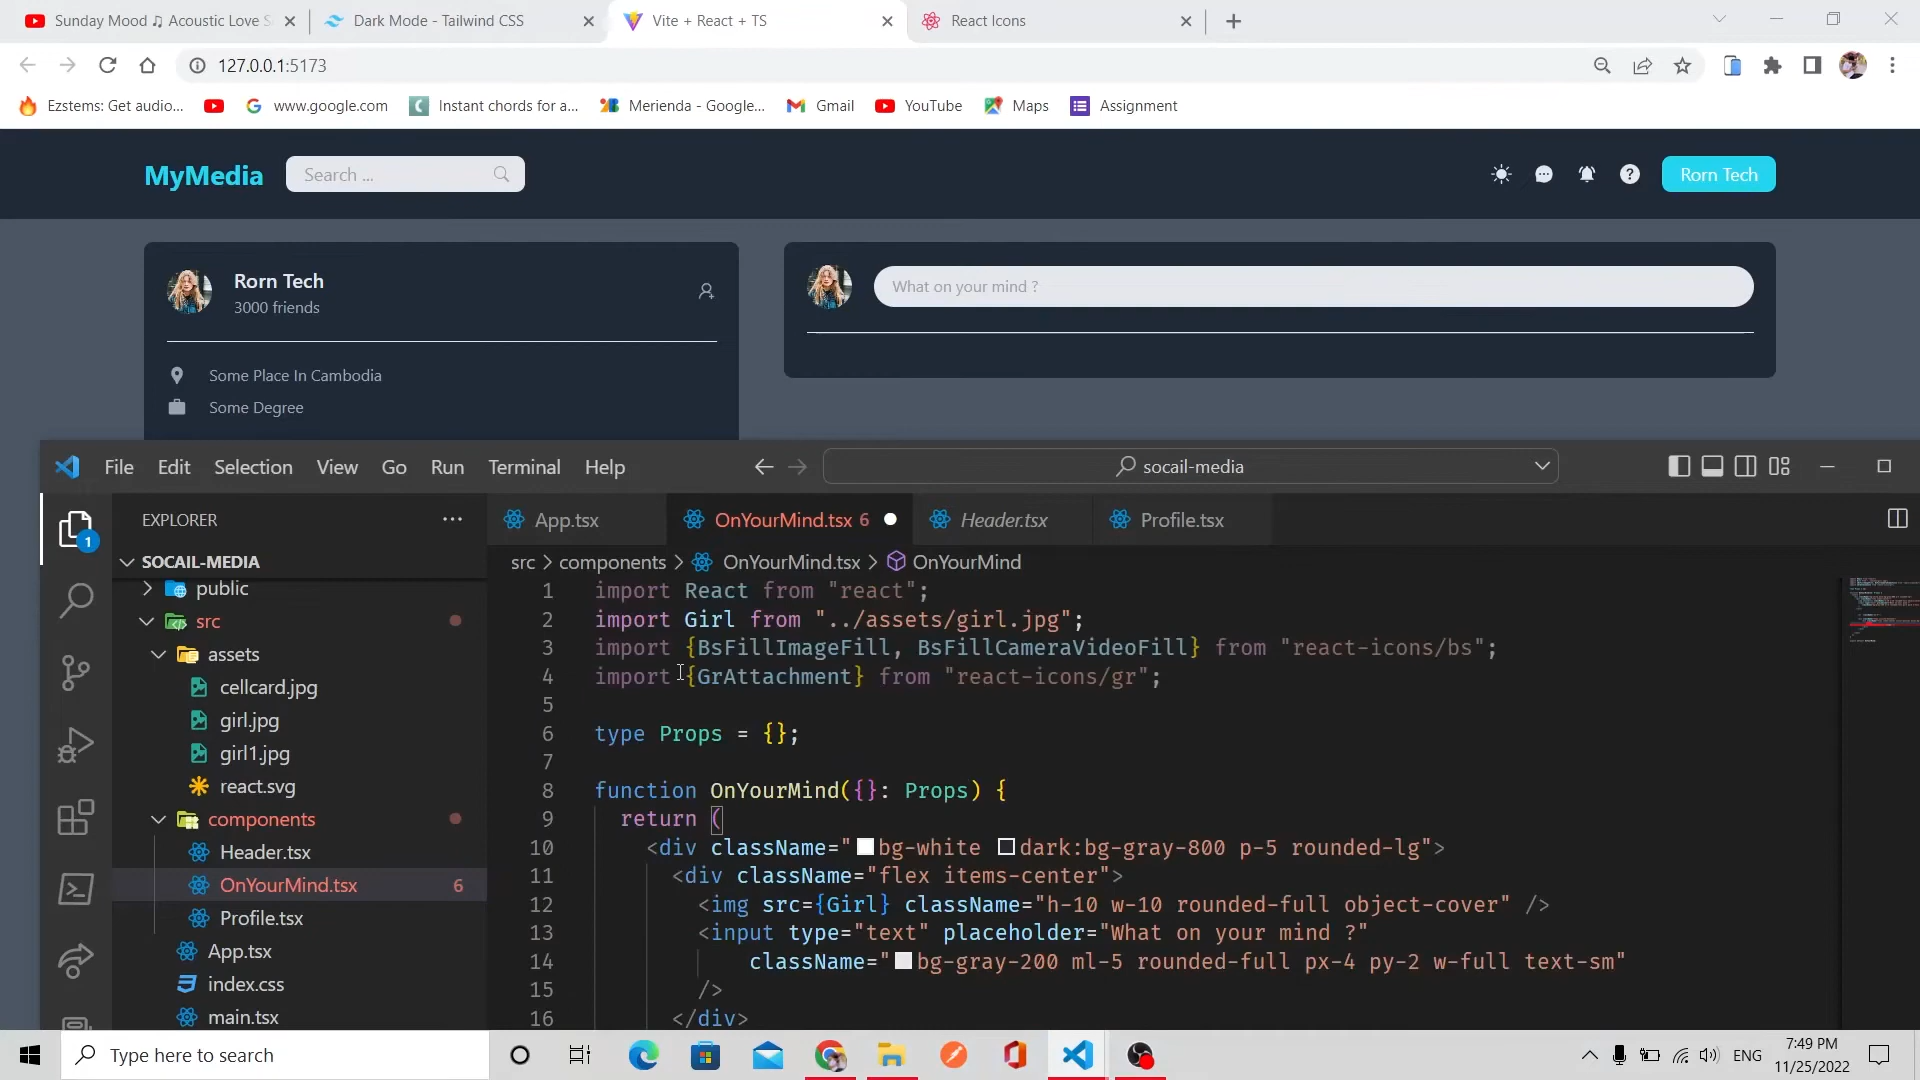 Sunday Mood ♫ Acoustic Love S
Dark Mode - Tailwind CSS
Vite + React + TS
React Icons
127.0.0.1:5173
Ezstems: Get audio...
www.google.com
Instant chords for a...
Merienda - Google...
Gmail
YouTube
Maps
Assignment
MyMedia
Search ...
Rorn Tech
Rorn Tech
3000 friends
What on your mind ?
Some Place In Cambodia
Some Degree
File Edit Selection View Go Run Terminal Help
socail-media
EXPLORER
App.tsx
OnYourMind.tsx 6
Header.tsx
Profile.tsx
1
SOCAIL-MEDIA
src > components > OnYourMind.tsx > OnYourMind
public
src
assets
cellcard.jpg
girl.jpg
girl1.jpg
react.svg
components
Header.tsx
OnYourMind.tsx 6
Profile.tsx
App.tsx
index.css
main.tsx
1 import React from "react";
2 import Girl from "../assets/girl.jpg";
3 import {BsFillImageFill, BsFillCameraVideoFill} from "react-icons/bs";
4 import {GrAttachment} from "react-icons/gr";
5
6 type Props = {};
7
8 function OnYourMind({}: Props) {
9 return (
10 <div className="bg-white dark:bg-gray-800 p-5 rounded-lg">
11 <div className="flex items-center">
12 <img src={Girl} className="h-10 w-10 rounded-full object-cover" />
13 <input type="text" placeholder="What on your mind ?"
14 className="bg-gray-200 ml-5 rounded-full px-4 py-2 w-full text-sm"
15 />
16 </div>
Type here to search
ENG
7:49 PM
11/25/2022